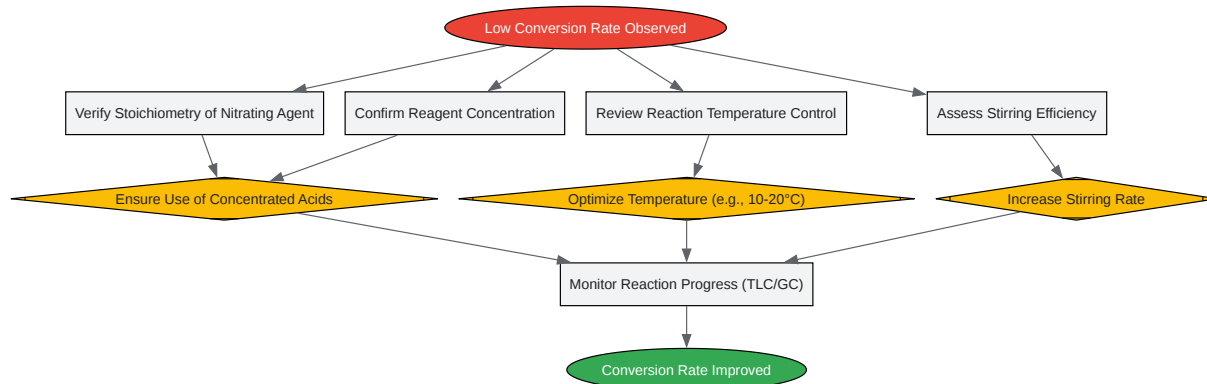 Low Conversion Rate Observed
Verify Stoichiometry of Nitrating Agent
Confirm Reagent Concentration
Review Reaction Temperature Control
Assess Stirring Efficiency
Ensure Use of Concentrated Acids
Optimize Temperature (e.g., 10-20°C)
Increase Stirring Rate
Monitor Reaction Progress (TLC/GC)
Conversion Rate Improved